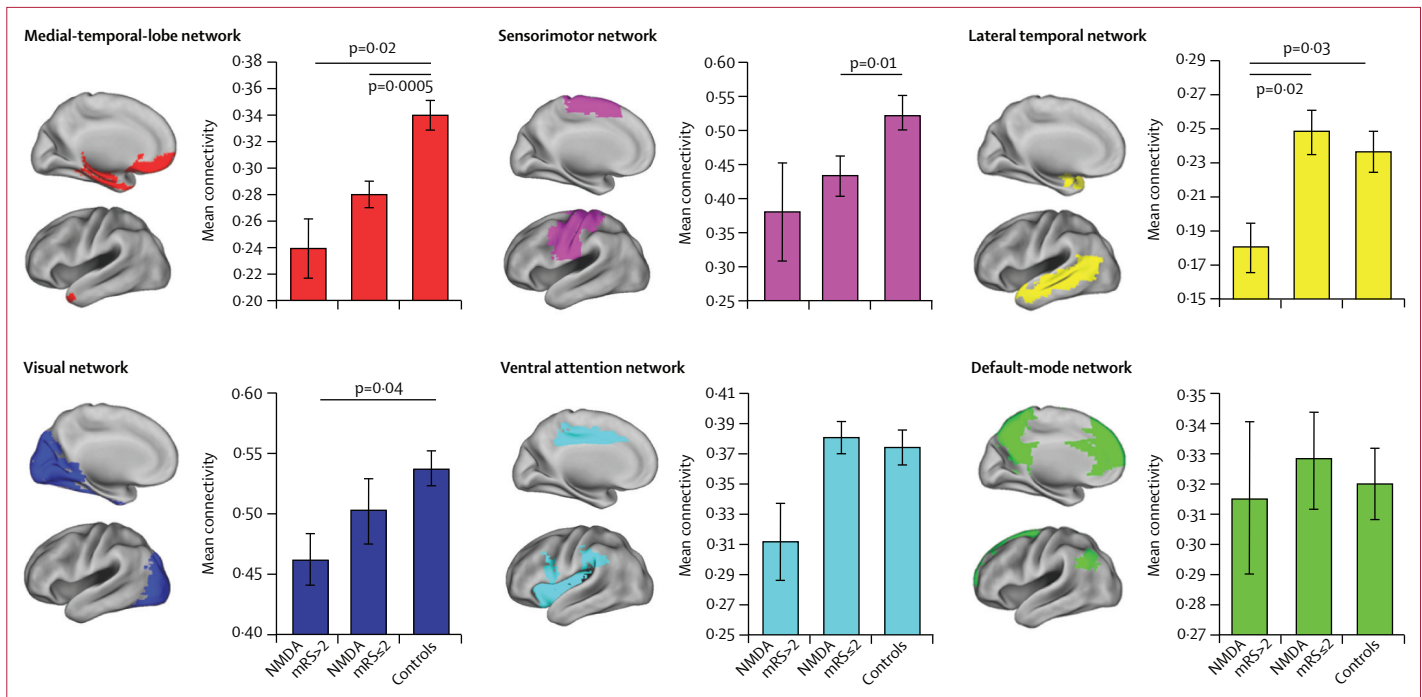 Medial-temporal-lobe network
Mean connectivity
0·38
0·36
0·34
0·32
0·30
0·28
0·26
0·24
0·22
0·20
p=0·02
p=0·0005
Sensorimotor network
Mean connectivity
0·60
0·55
0·50
0·45
0·40
0·35
0·30
0·25
p=0·01
Lateral temporal network
Mean connectivity
0·29
0·27
0·25
0·23
0·21
0·19
0·17
0·15
p=0·03
p=0·02
Visual network
Mean connectivity
0·60
0·55
0·50
0·45
0·40
p=0·04
NMDA
mRS>2
NMDA
mRS≤2
Controls
Ventral attention network
Mean connectivity
0·41
0·39
0·37
0·35
0·33
0·31
0·29
0·27
0·25
NMDA
mRS>2
NMDA
mRS≤2
Controls
Default-mode network
Mean connectivity
0·35
0·34
0·33
0·32
0·31
0·30
0·29
0·28
0·27
NMDA
mRS>2
NMDA
mRS≤2
Controls